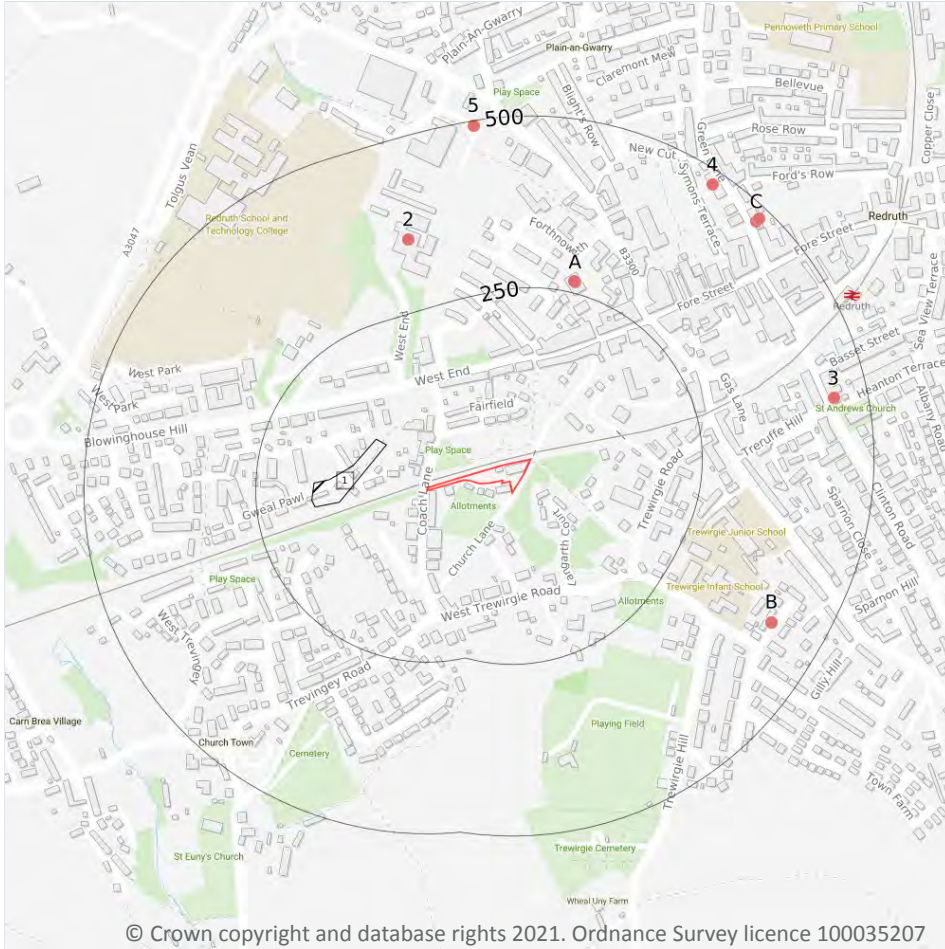 Pennoweth Primary School
Plain-An-Gwarry
Plain-an-Gwarry
Claremont Mews
Copper Close
Bellevue
Play Space
Blight's Row
5
500
Green Lane
Rose Row
New Cut
Ford's Row
Tolgus Vean
4
Symons Terrace
C
Redruth School and
Technology College
2
Forthnoweth
B3300
Fore Street
Redruth
A3047
A
Sea View Terrace
250
Fore Street
Redruth
West End
Basset Street
West Park
West End
3
Heanton Terrace
Gas Lane
West Park
Fairfield
St Andrews Church
Albany Road
Blowinghouse Hill
Treruffe Hill
Play Space
1
Coach Lane
Trewirgie Road
Gweal Pawl
Allotments
Clinton Road
Sparnon Close
Church Lane
Langarth Court
Trewirgie Junior School
Play Space
Trewirgie Infant School
West Trewirgie Road
Allotments
B
Sparnon Hill
West Trevingey
Trevingey Road
Gilly Hill
Carn Brea Village
Playing Field
Church Town
Cemetery
Trewirgie Hill
Town Farm
St Euny's Church
Trewirgie Cemetery
Wheal Uny Farm
© Crown copyright and database rights 2021. Ordnance Survey licence 100035207